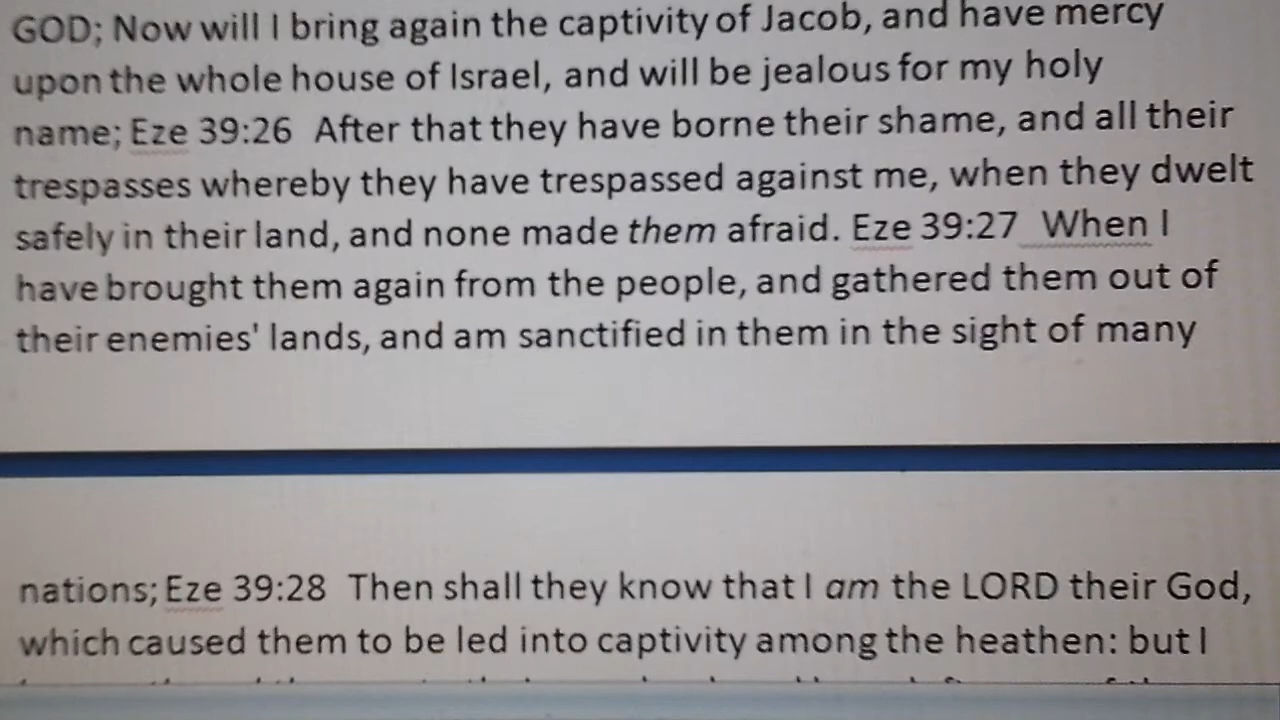 GOD; Now will I bring again the captivity of Jacob, and have mercy
upon the whole house of Israel, and will be jealous for my holy
name; Eze 39:26  After that they have borne their shame, and all their
trespasses whereby they have trespassed against me, when they dwelt
safely in their land, and none made them afraid. Eze 39:27  When I
have brought them again from the people, and gathered them out of
their enemies' lands, and am sanctified in them in the sight of many
nations; Eze 39:28  Then shall they know that I am the LORD their God,
which caused them to be led into captivity among the heathen: but I